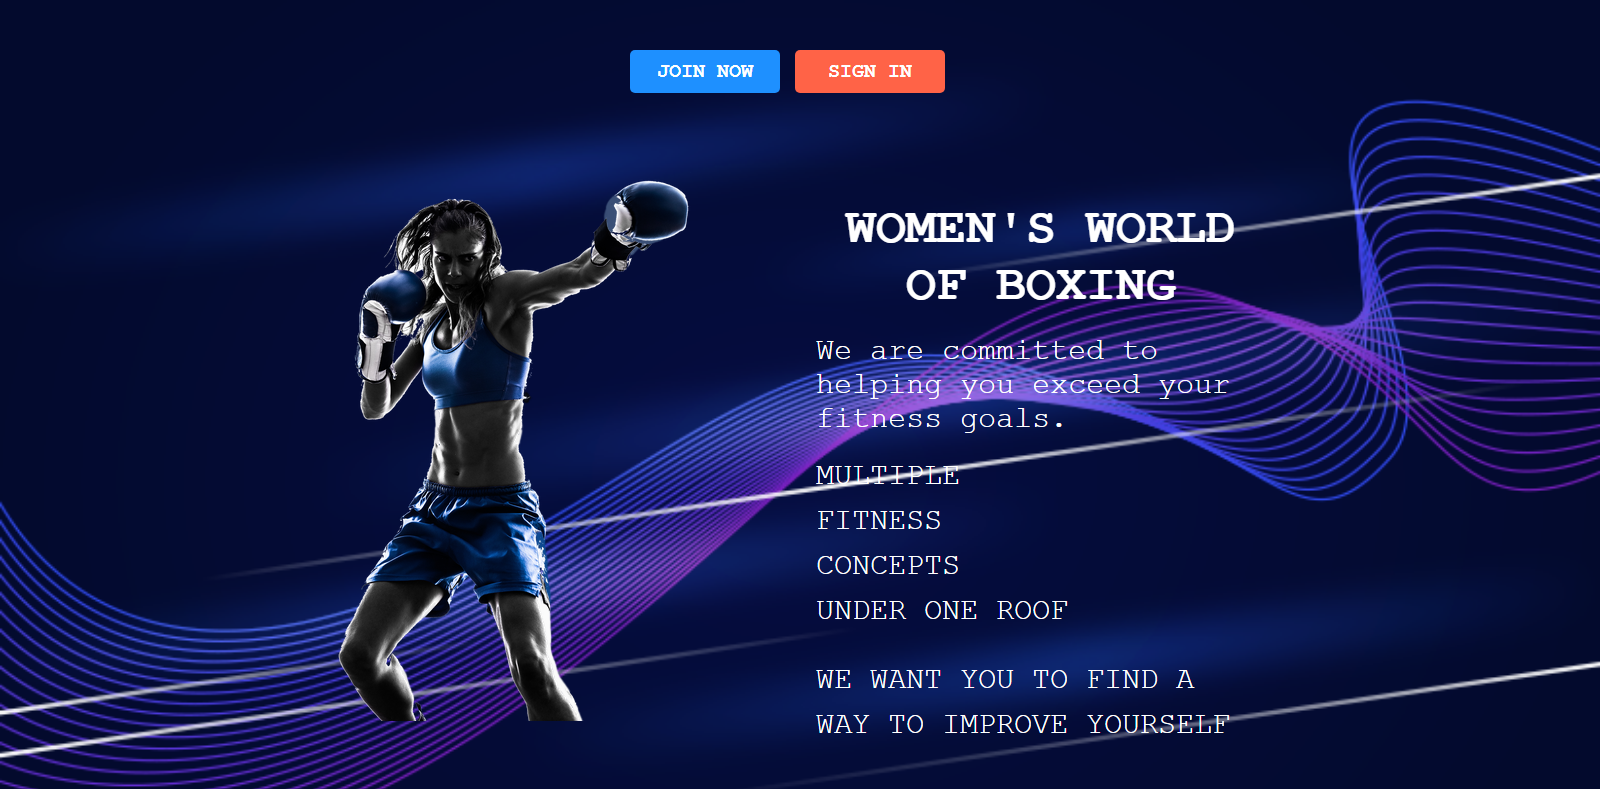 JOIN NOW
SIGN IN
WOMEN'S WORLD
OF BOXING
We are committed to
helping you exceed your
fitness goals.
MULTIPLE
FITNESS
CONCEPTS
UNDER ONE ROOF
WE WANT YOU TO FIND A
WAY TO IMPROVE YOURSELF